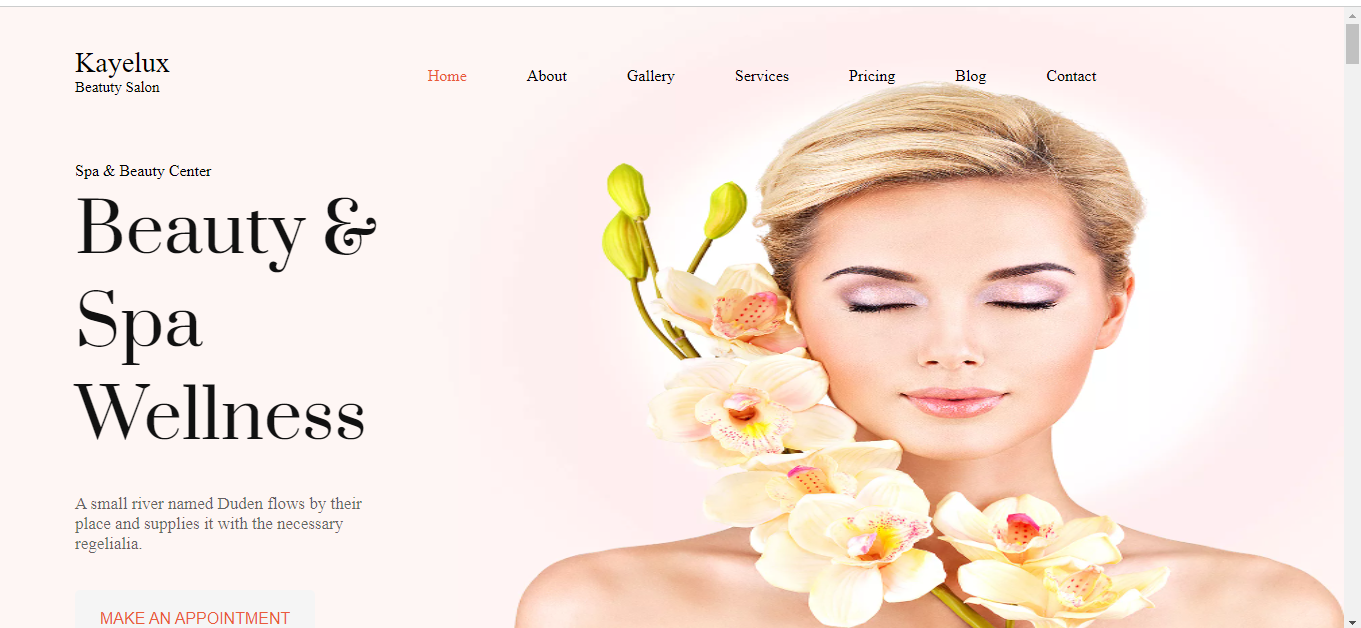 Kayelux
Beatuty Salon
Home About Gallery Services Pricing Blog Contact
Spa & Beauty Center
Beauty &
Spa
Wellness
A small river named Duden flows by their
place and supplies it with the necessary
regelialia.
MAKE AN APPOINTMENT